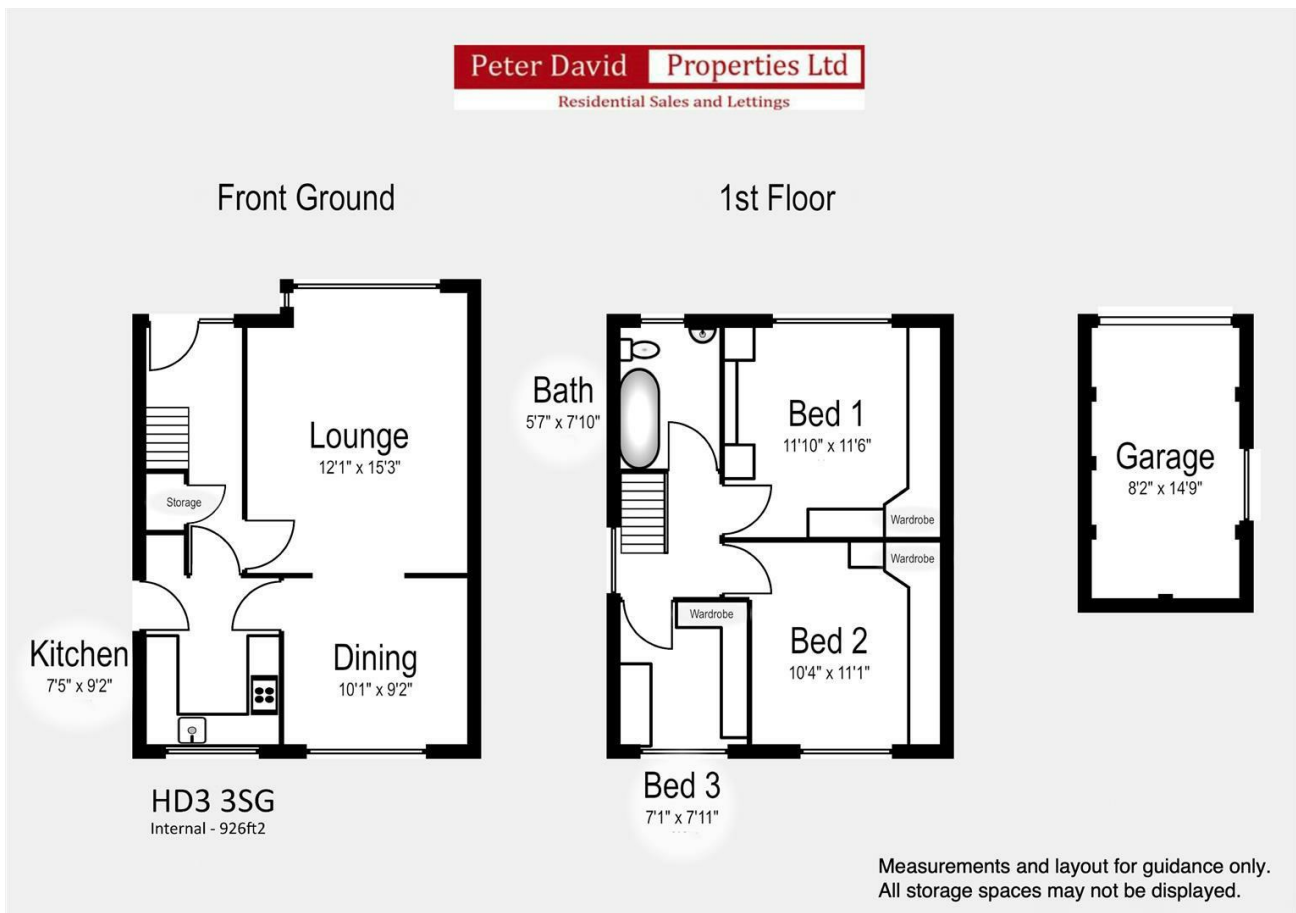 Peter David Properties Ltd
Residential Sales and Lettings
Front Ground
1st Floor
Lounge
12'1" x 15'3"
Storage
Kitchen
7'5" x 9'2"
Dining
10'1" x 9'2"
HD3 3SG
Internal - 926ft2
Bath
5'7" x 7'10"
Bed 1
11'10" x 11'6"
Wardrobe
Wardrobe
Wardrobe
Bed 2
10'4" x 11'1"
Bed 3
7'1" x 7'11"
Garage
8'2" x 14'9"
Measurements and layout for guidance only.
All storage spaces may not be displayed.